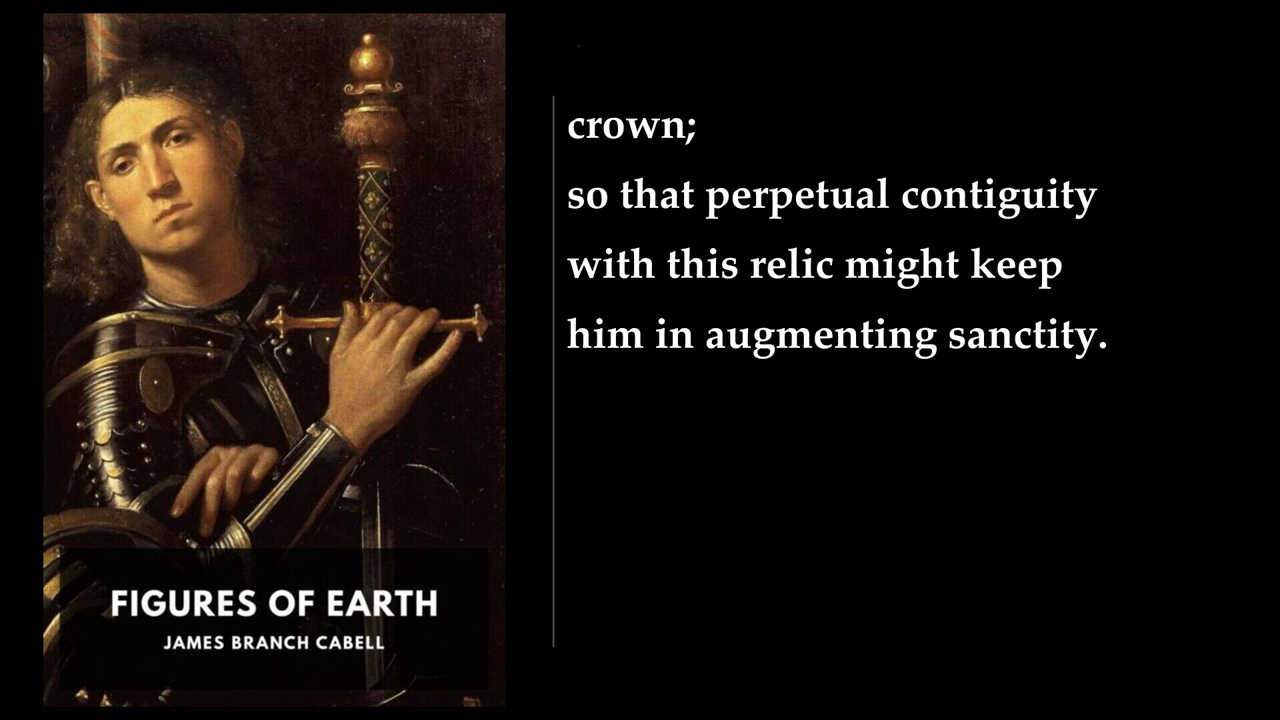 FIGURES OF EARTH
JAMES BRANCH CABELL
crown;
so that perpetual contiguity
with this relic might keep
him in augmenting sanctity.